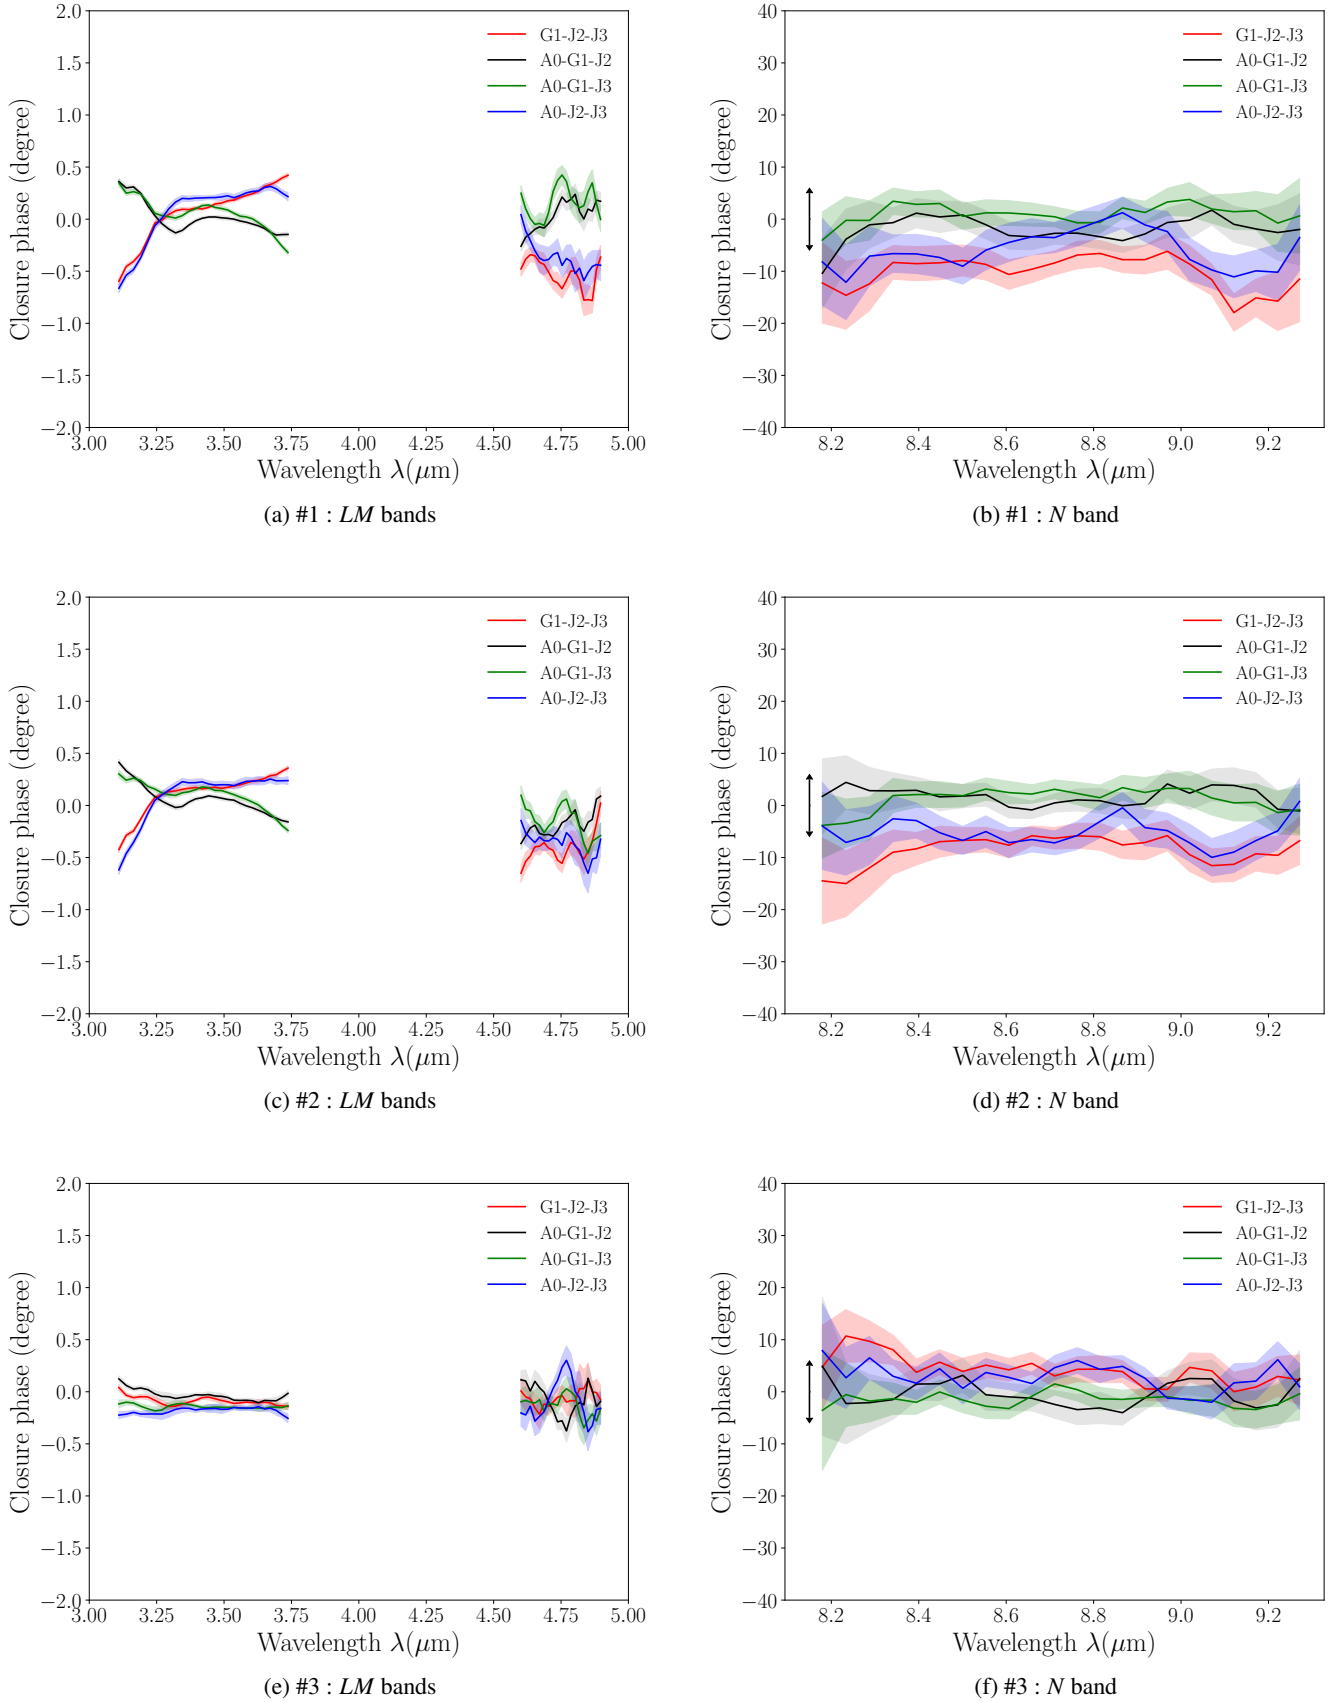 2.0
1.5
1.0
0.5
0.0
−0.5
−1.0
−1.5
−2.0
3.00 3.25 3.50 3.75 4.00 4.25 4.50 4.75 5.00
Closure phase (degree)
Wavelength λ(μm)
G1-J2-J3
A0-G1-J2
A0-G1-J3
A0-J2-J3
(a) #1 : LM bands
40
30
20
10
0
−10
−20
−30
−40
8.2 8.4 8.6 8.8 9.0 9.2
Closure phase (degree)
Wavelength λ(μm)
G1-J2-J3
A0-G1-J2
A0-G1-J3
A0-J2-J3
(b) #1 : N band
2.0
1.5
1.0
0.5
0.0
−0.5
−1.0
−1.5
−2.0
3.00 3.25 3.50 3.75 4.00 4.25 4.50 4.75 5.00
Closure phase (degree)
Wavelength λ(μm)
G1-J2-J3
A0-G1-J2
A0-G1-J3
A0-J2-J3
(c) #2 : LM bands
40
30
20
10
0
−10
−20
−30
−40
8.2 8.4 8.6 8.8 9.0 9.2
Closure phase (degree)
Wavelength λ(μm)
G1-J2-J3
A0-G1-J2
A0-G1-J3
A0-J2-J3
(d) #2 : N band
2.0
1.5
1.0
0.5
0.0
−0.5
−1.0
−1.5
−2.0
3.00 3.25 3.50 3.75 4.00 4.25 4.50 4.75 5.00
Closure phase (degree)
Wavelength λ(μm)
G1-J2-J3
A0-G1-J2
A0-G1-J3
A0-J2-J3
(e) #3 : LM bands
40
30
20
10
0
−10
−20
−30
−40
8.2 8.4 8.6 8.8 9.0 9.2
Closure phase (degree)
Wavelength λ(μm)
G1-J2-J3
A0-G1-J2
A0-G1-J3
A0-J2-J3
(f) #3 : N band